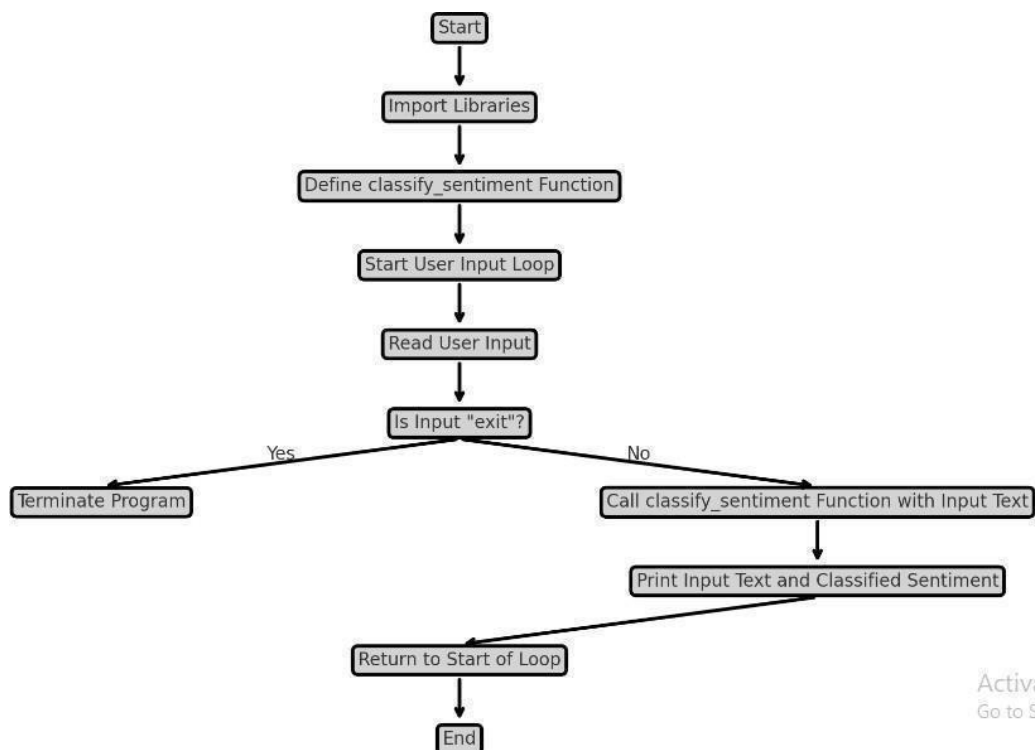 Start
Import Libraries
Define classify_sentiment Function
Start User Input Loop
Read User Input
Is Input "exit"?
Yes
No
Terminate Program
Call classify_sentiment Function with Input Text
Print Input Text and Classified Sentiment
Return to Start of Loop
End
Go to